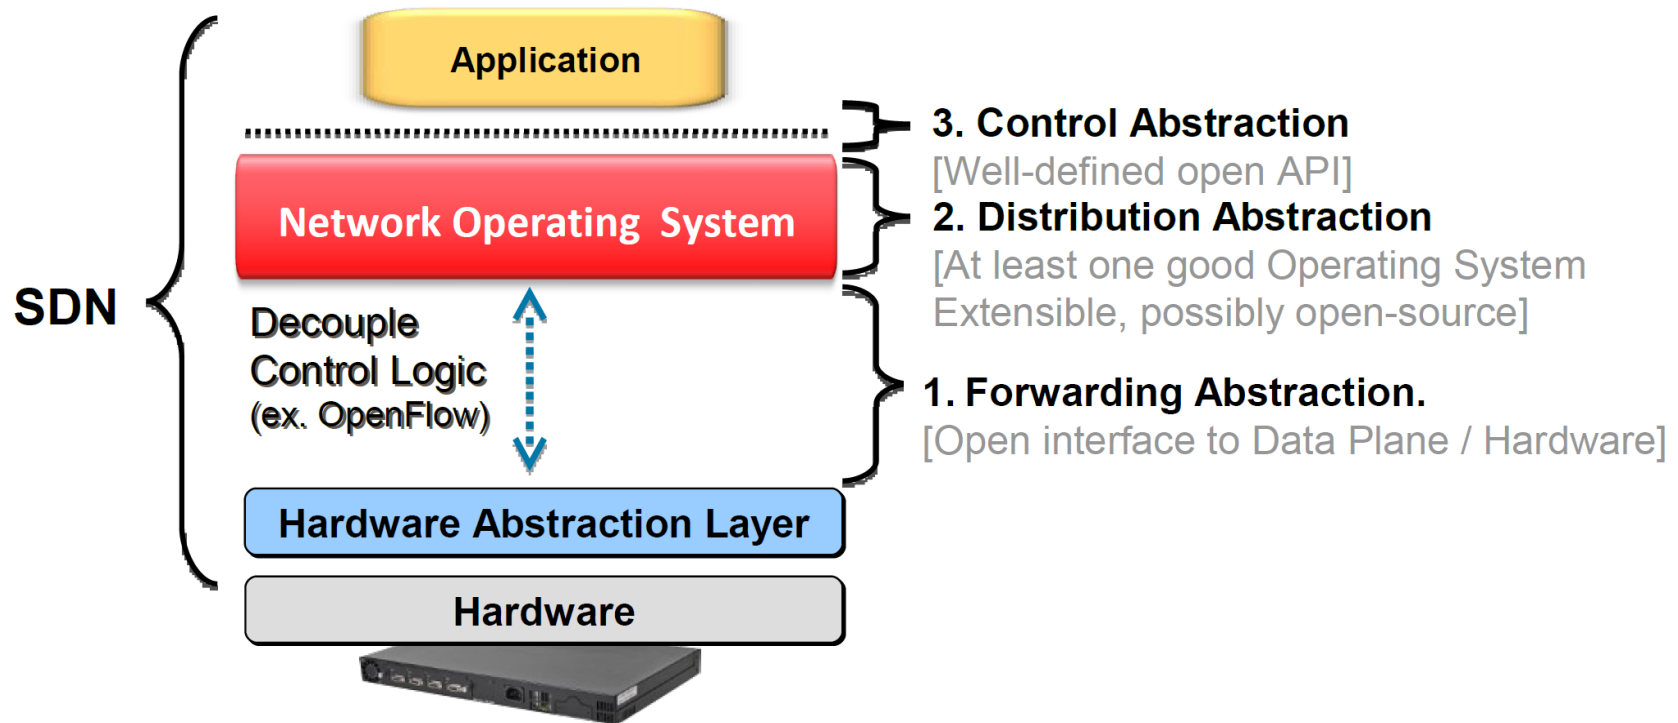 Application
3. Control Abstraction
[Well-defined open API]
Network Operating System
2. Distribution Abstraction
[At least one good Operating System
Extensible, possibly open-source]
SDN
Decouple
Control Logic
(ex. OpenFlow)
1. Forwarding Abstraction.
[Open interface to Data Plane / Hardware]
Hardware Abstraction Layer
Hardware